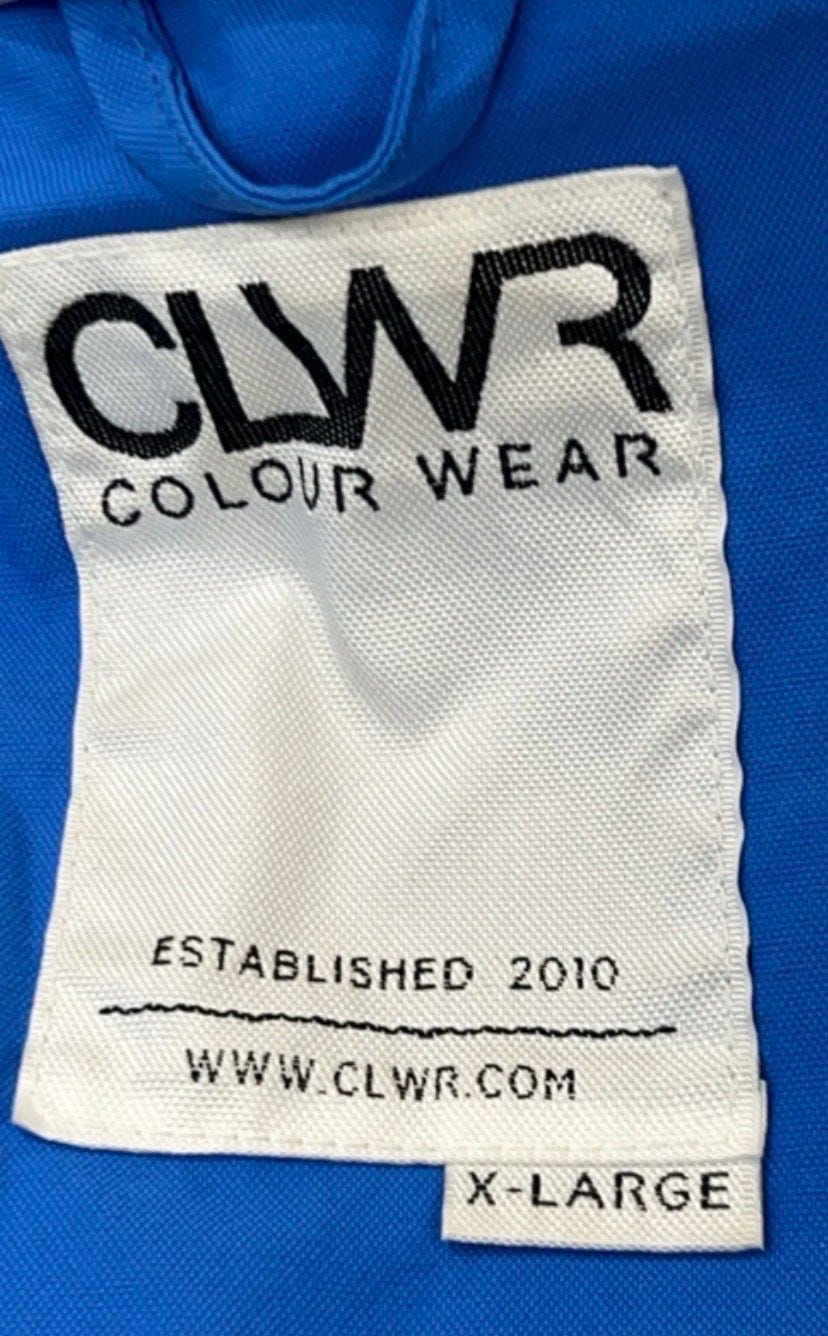 CLWR
COLOUR WEAR
ESTABLISHED 2010
WWW.CLWR.COM
X-LARGE